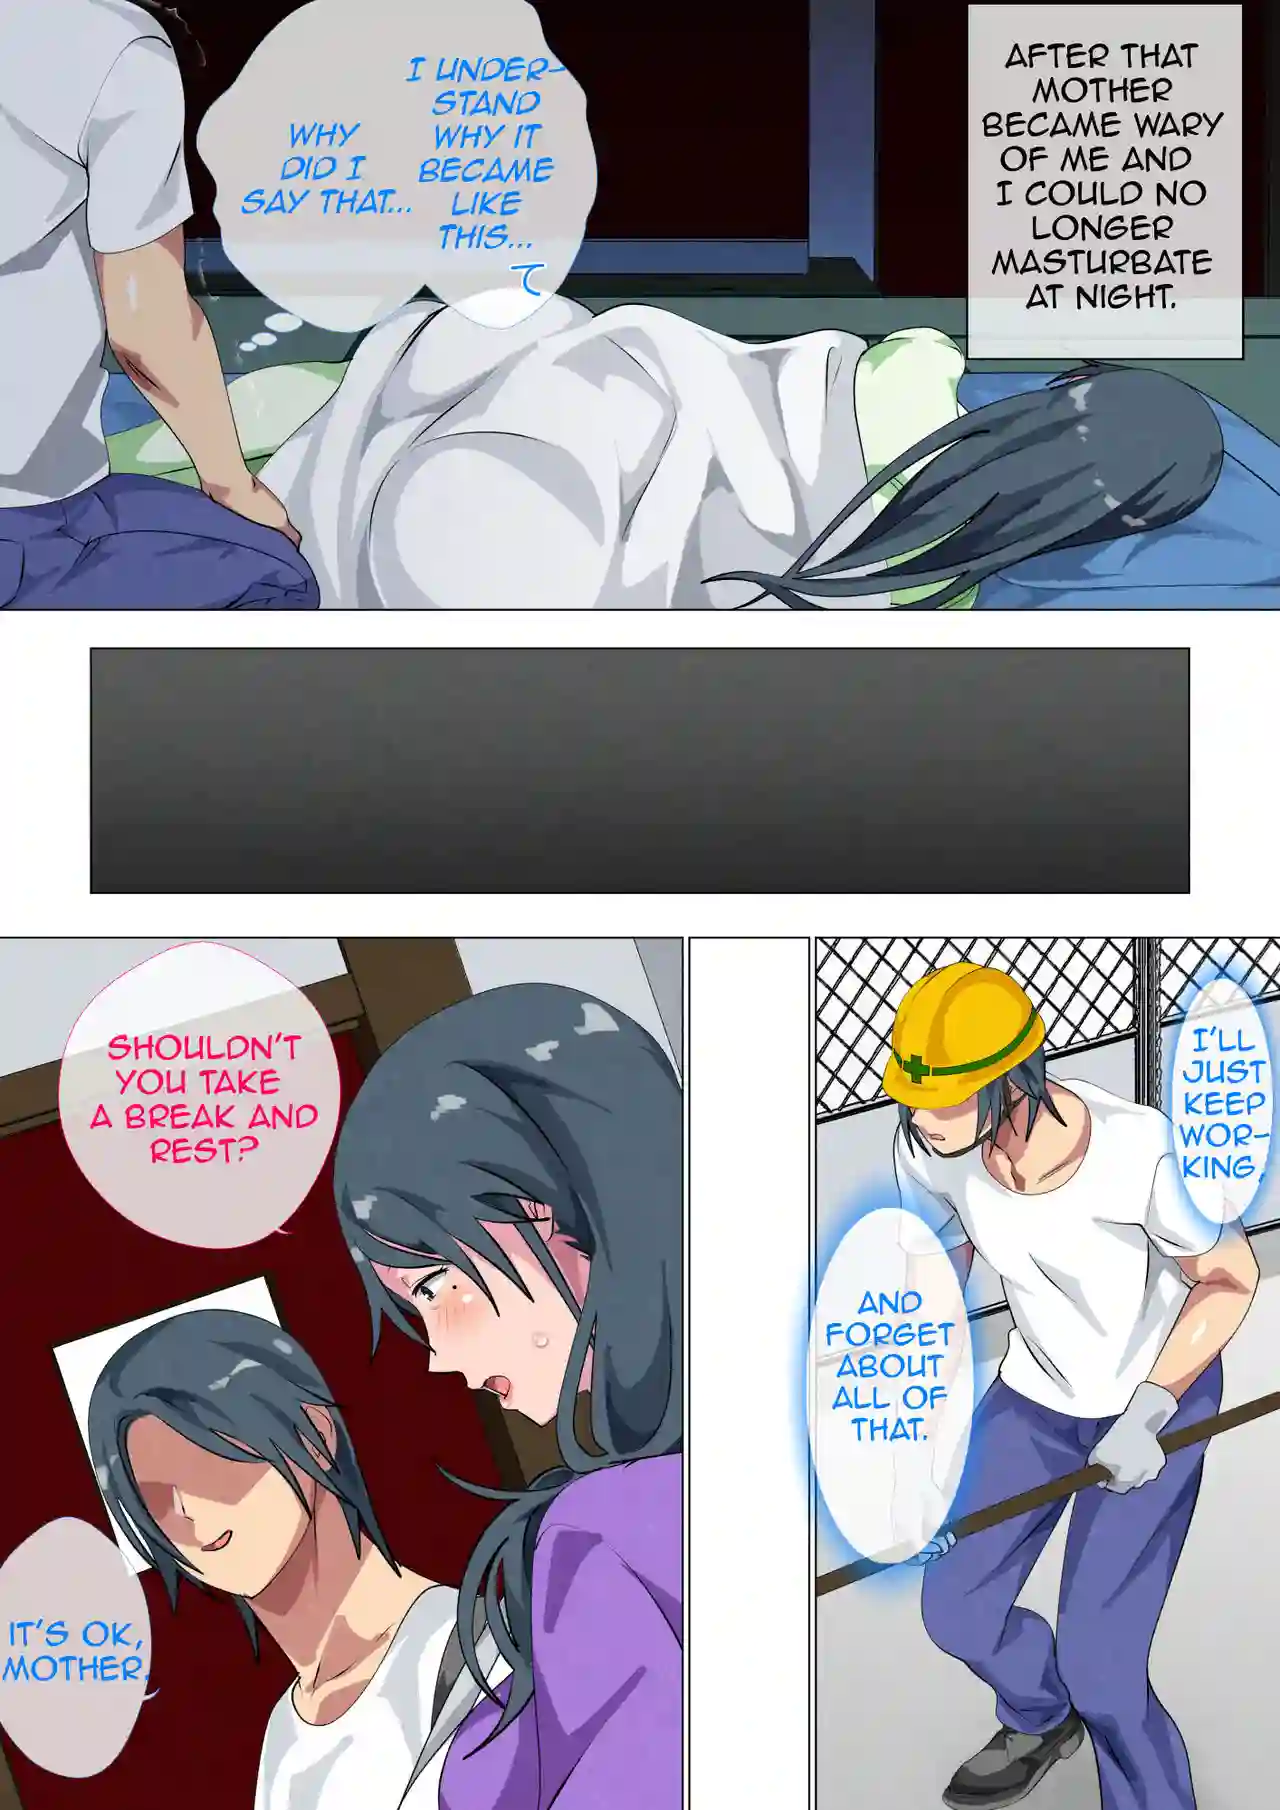 AFTER THAT
MOTHER
BECAME WARY
OF ME AND
I COULD NO
LONGER
MASTURBATE
AT NIGHT.
I UNDER-
STAND
WHY IT
BECAME
LIKE
THIS...
WHY
DID I
SAY THAT...
て
I'LL
JUST
KEEP
WOR-
KING,
AND
FORGET
ABOUT
ALL OF
THAT.
SHOULDN'T
YOU TAKE
A BREAK AND
REST?
IT'S OK,
MOTHER.